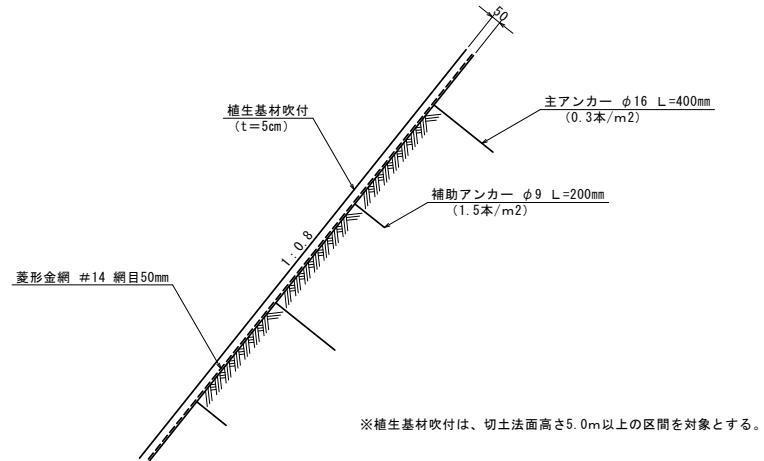 50
植生基材吹付
(t=5cm)
主アンカー φ16 L=400mm
(0.3本/m2)
補助アンカー φ9 L=200mm
(1.5本/m2)
1:0.8
菱形金網 #14 網目50mm
※植生基材吹付は、切土法面高さ5.0m以上の区間を対象とする。